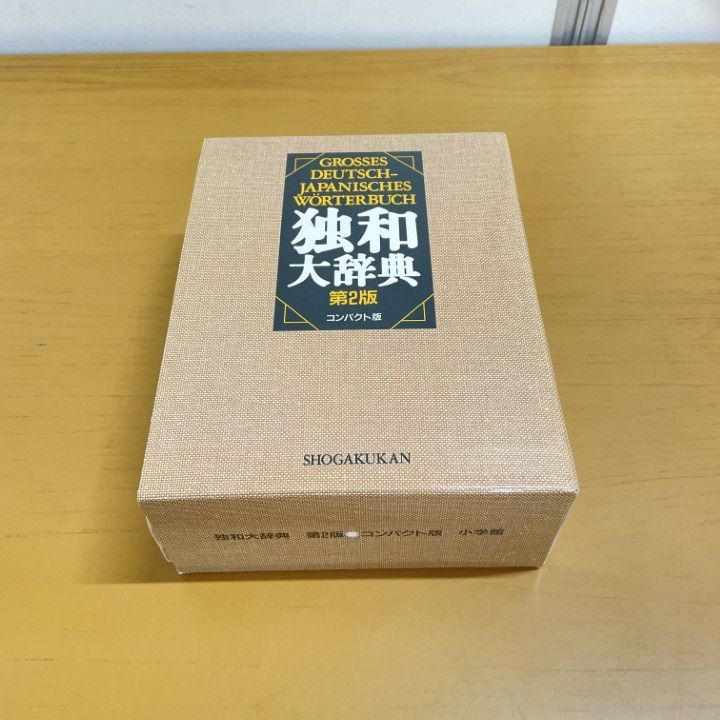 GROSSES
DEUTSCH-
JAPANISCHES
WÖRTERBUCH
独和
大辞典
第2版
コンパクト版
SHOGAKUKAN
独和大辞典 第2版 コンパクト版 小学館